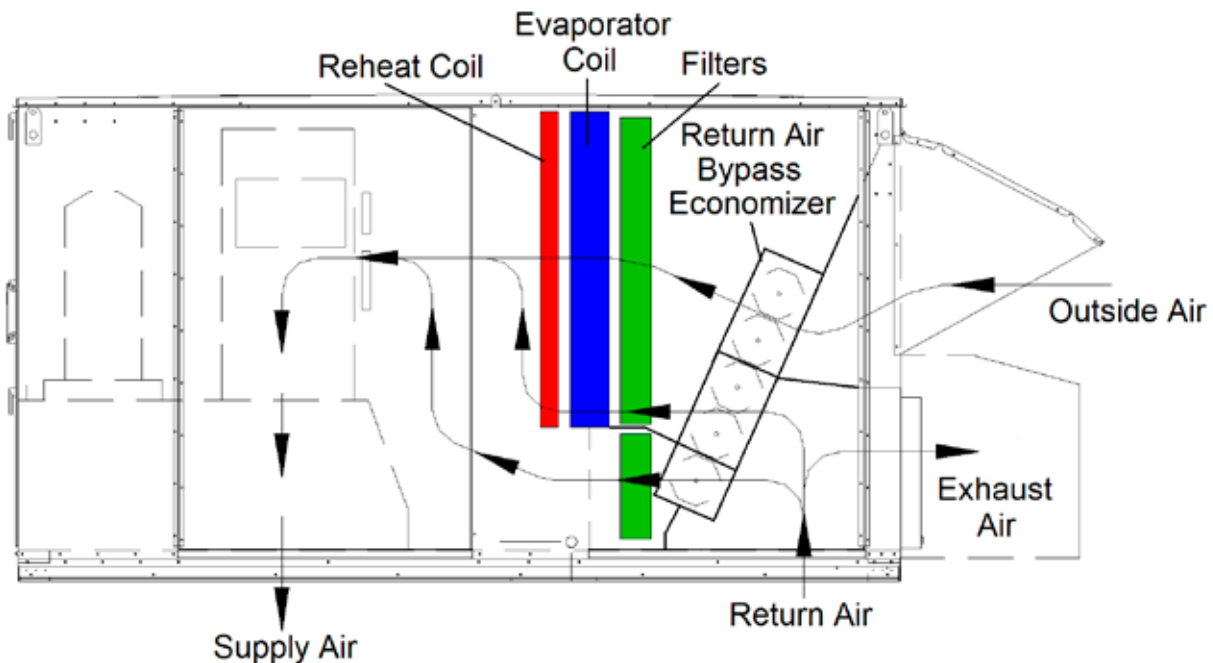 Evaporator
Coil
Reheat Coil
Filters
Return Air
Bypass
Economizer
Outside Air
Exhaust
Air
Return Air
Supply Air